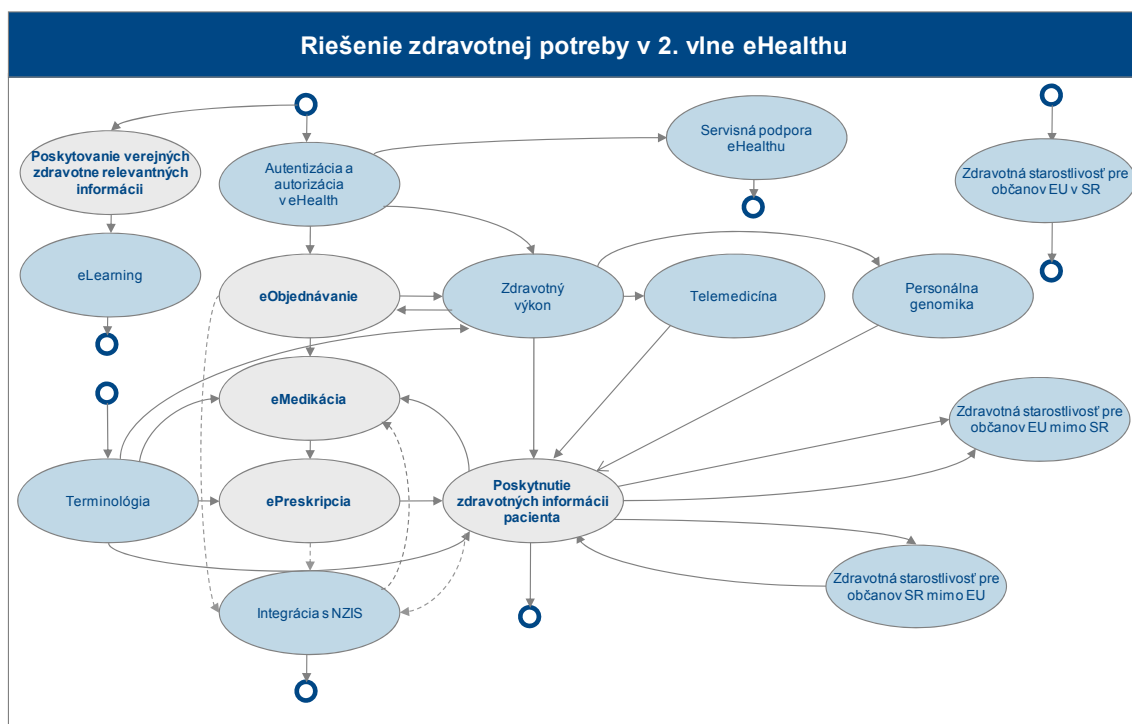 Riešenie zdravotnej potreby v 2. vlne eHealthu
Servisná podpora
eHealthu
Poskytovanie verejných
zdravotne relevantných
informácii
Autentizácia a
autorizácia
v eHealth
Zdravotná starostlivosť pre
občanov EU v SR
eLearning
eObjednávanie
Zdravotný
výkon
Telemedicína
Personálna
genomika
eMedikácia
Zdravotná starostlivosť pre
občanov EU mimo SR
Terminológia
ePreskripcia
Poskytnutie
zdravotných informácii
pacienta
Zdravotná starostlivosť pre
občanov SR mimo EU
Integrácia s NZIS